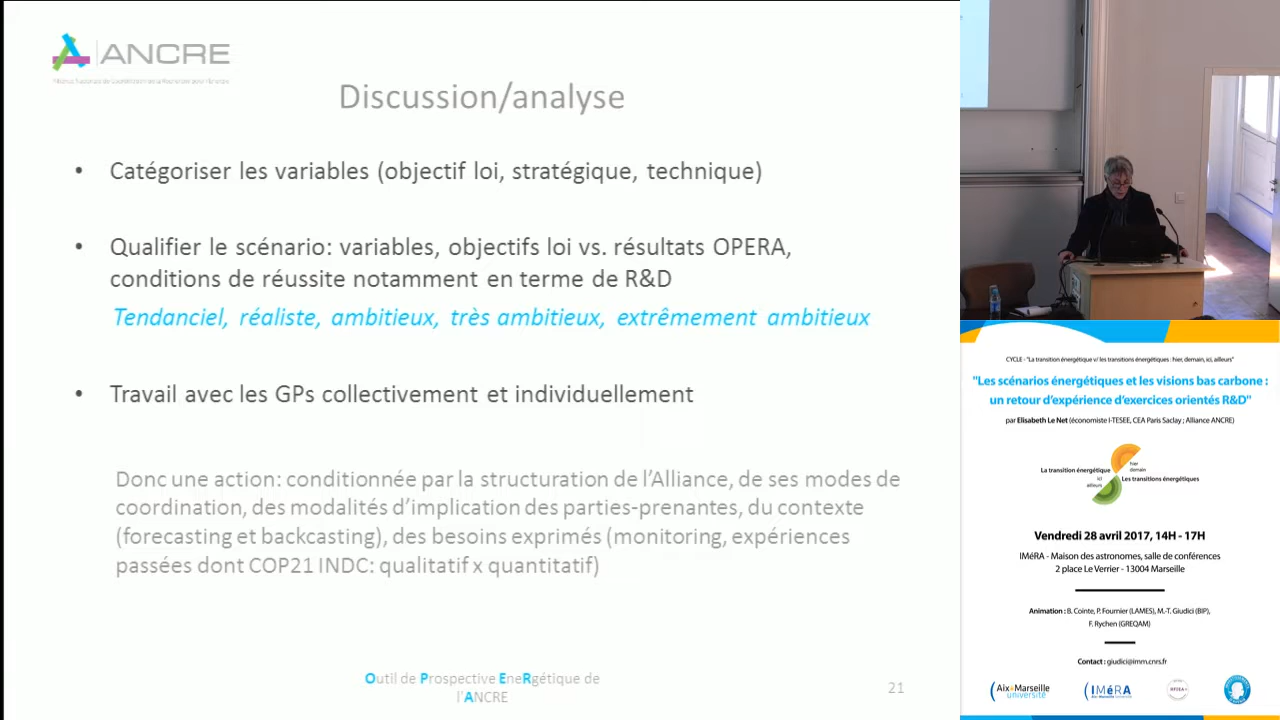 ANCRE
Discussion/analyse
• Catégoriser les variables (objectif loi, stratégique, technique)
• Qualifier le scénario: variables, objectifs loi vs. résultats OPERA,
conditions de réussite notamment en terme de R&D
Tendanciel, réaliste, ambitieux, très ambitieux, extrêmement ambitieux
• Travail avec les GPs collectivement et individuellement
Donc une action: conditionnée par la structuration de l’Alliance, de ses modes de
coordination, des modalités d’implication des parties-prenantes, du contexte
(forecasting et backcasting), des besoins exprimés (monitoring, expériences
passées dont COP21 INDC: qualitatif x quantitatif)
Outil de Prospective EneRgétique de
l’ANCRE
21
CYCLE - "La transition énergétique v/ les transitions énergétiques : hier, demain, ici, ailleurs"
"Les scénarios énergétiques et les visions bas carbone :
un retour d’expérience d’exercices orientés R&D"
par Elisabeth Le Net (économiste I-TESEE, CEA Paris Saclay ; Alliance ANCRE)
hier
La transition énergétique
demain
ici
Les transitions énergétiques
ailleurs
Vendredi 28 avril 2017, 14H - 17H
IMéRA - Maison des astronomes, salle de conférences
2 place Le Verrier - 13004 Marseille
Animation : B. Cointe, P. Fournier (LAMES), M.-T. Giudici (BIP),
F. Rychen (GREQAM)
Contact : giudici@imm.cnrs.fr
Aix*Marseille
université
IMéRA